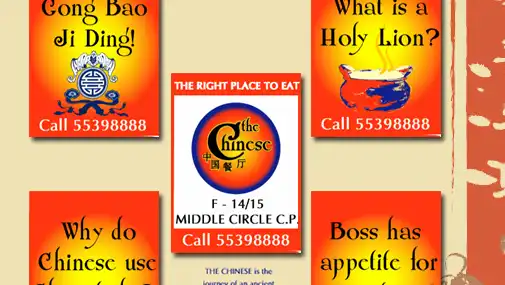 Gong Bao
Ji Ding!
Call 55398888
What is a
Holy Lion?
Call 55398888
THE RIGHT PLACE TO EAT
the
Chinese
中国餐厅
F - 14/15
MIDDLE CIRCLE C.P.
Call 55398888
Why do
Chinese use
Boss has
appetite for
THE CHINESE is the
journey of an ancient